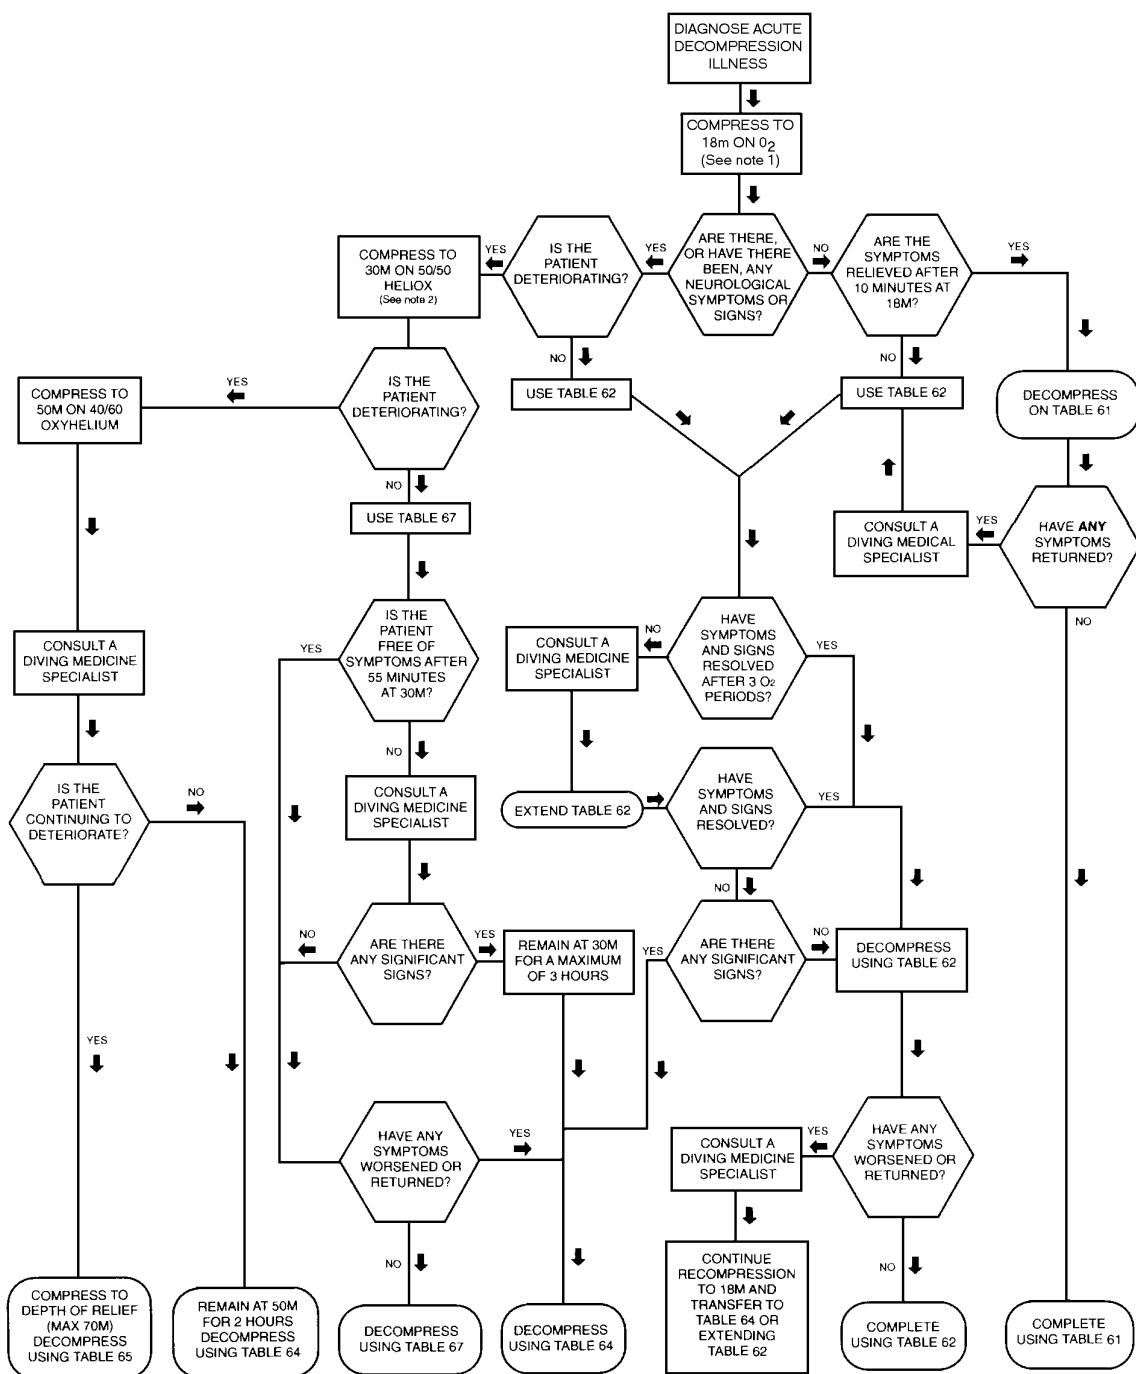 DIAGNOSE ACUTE
DECOMPRESSION
ILLNESS
COMPRESS TO
18m ON 0₂
(See note 1)
COMPRESS TO
30M ON 50/50
HELIOX
(See note 2)
YES
IS THE
PATIENT
DETERIORATING?
YES
ARE THERE,
OR HAVE THERE
BEEN, ANY
NEUROLOGICAL
SYMPTOMS OR
SIGNS?
NO
ARE THE
SYMPTOMS
RELIEVED AFTER
10 MINUTES AT
18M?
YES
NO
NO
COMPRESS TO
50M ON 40/60
OXYHELIUM
YES
IS THE
PATIENT
DETERIORATING?
USE TABLE 62
USE TABLE 62
DECOMPRESS
ON TABLE 61
NO
USE TABLE 67
CONSULT A
DIVING MEDICAL
SPECIALIST
YES
HAVE ANY
SYMPTOMS
RETURNED?
NO
CONSULT A
DIVING MEDICINE
SPECIALIST
YES
IS THE
PATIENT
FREE OF
SYMPTOMS AFTER
55 MINUTES
AT 30M?
CONSULT A
DIVING MEDICINE
SPECIALIST
NO
HAVE
SYMPTOMS
AND SIGNS
RESOLVED
AFTER 3 O₂
PERIODS?
YES
NO
IS THE
PATIENT
CONTINUING TO
DETERIORATE?
NO
CONSULT A
DIVING MEDICINE
SPECIALIST
EXTEND TABLE 62
HAVE
SYMPTOMS
AND SIGNS
RESOLVED?
YES
NO
NO
ARE THERE
ANY SIGNIFICANT
SIGNS?
YES
REMAIN AT 30M
FOR A MAXIMUM
OF 3 HOURS
YES
ARE THERE
ANY SIGNIFICANT
SIGNS?
NO
DECOMPRESS
USING TABLE 62
YES
HAVE ANY
SYMPTOMS
WORSENED OR
RETURNED?
YES
CONSULT A
DIVING MEDICINE
SPECIALIST
YES
HAVE ANY
SYMPTOMS
WORSENED OR
RETURNED?
NO
NO
COMPRESS TO
DEPTH OF RELIEF
(MAX 70M)
DECOMPRESS
USING TABLE 65
REMAIN AT 50M
FOR 2 HOURS
DECOMPRESS
USING TABLE 64
DECOMPRESS
USING TABLE 67
DECOMPRESS
USING TABLE 64
CONTINUE
RECOMPRESSION
TO 18M AND
TRANSFER TO
TABLE 64 OR
EXTENDING
TABLE 62
COMPLETE
USING TABLE 62
COMPLETE
USING TABLE 61